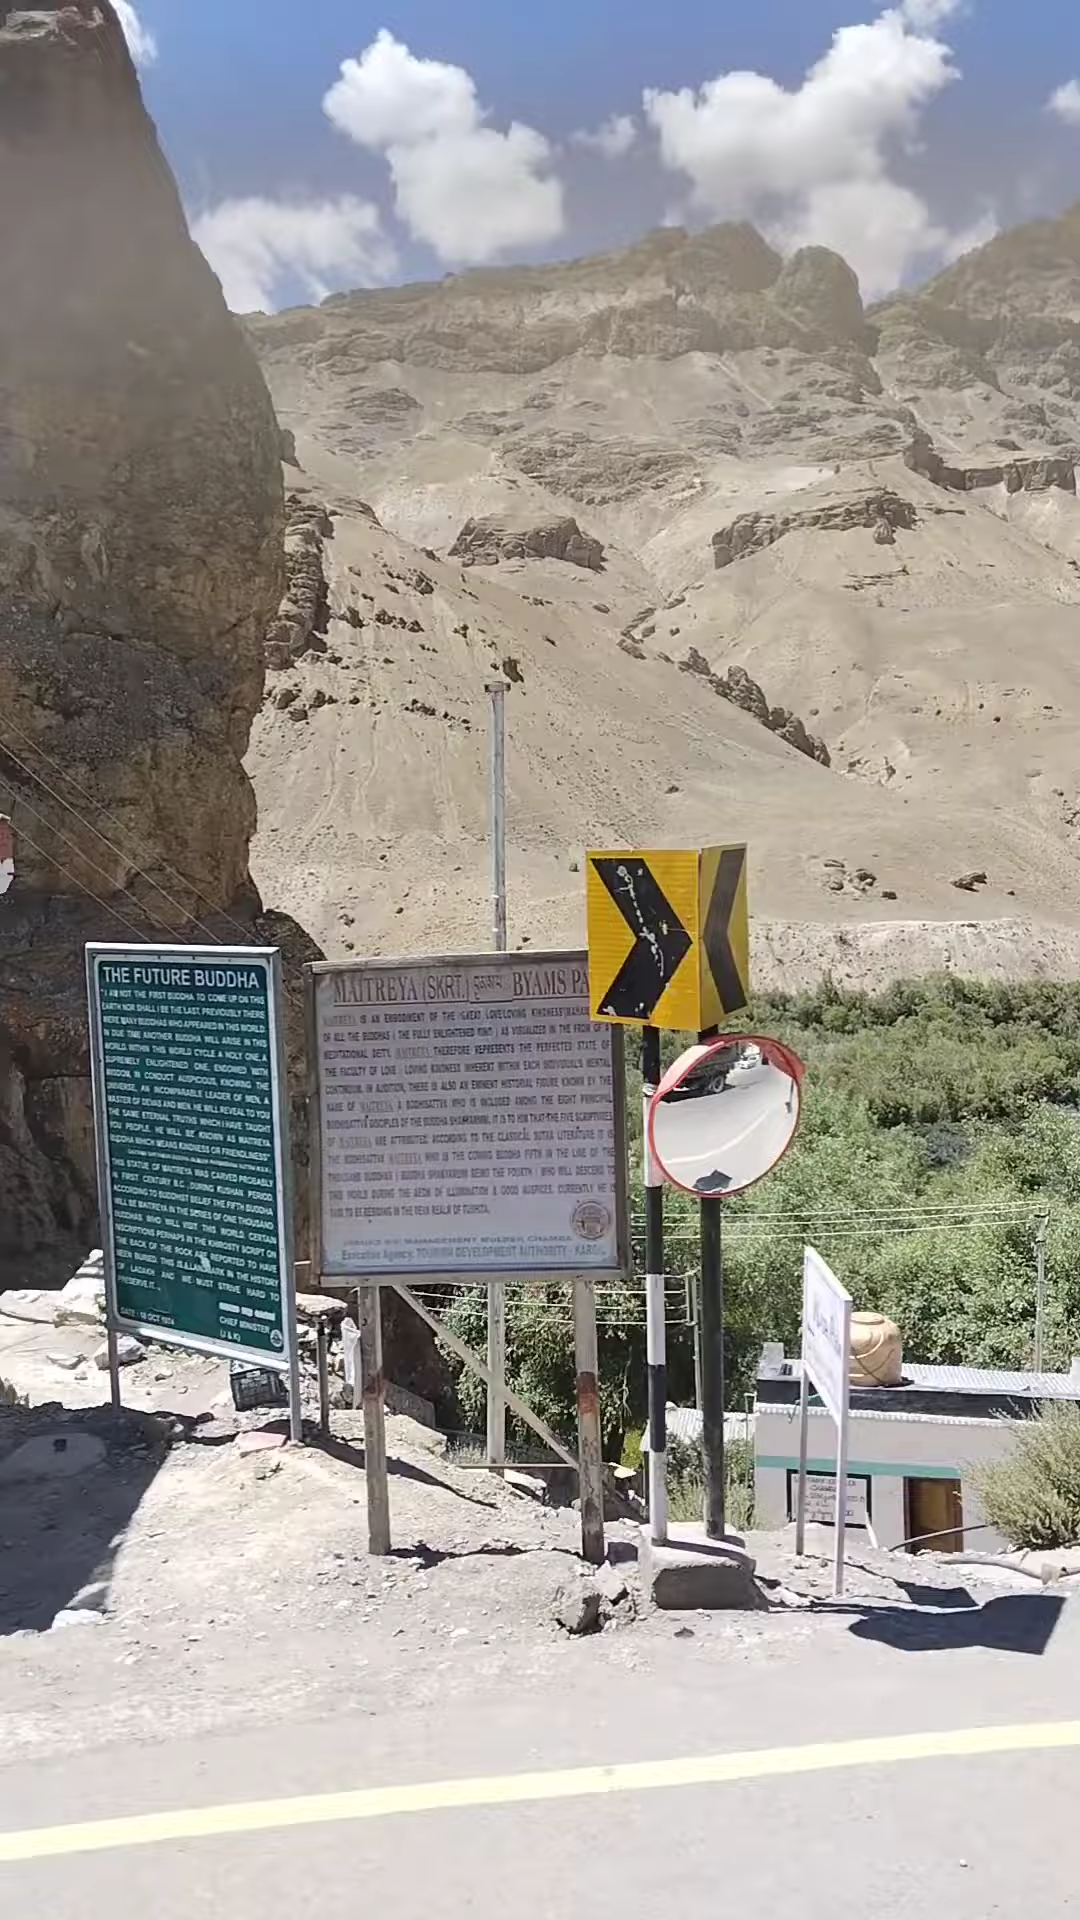 THE FUTURE BUDDHA
"I AM NOT THE FIRST BUDDHA TO COME UP ON THIS
EARTH NOR SHALL I BE THE LAST. PREVIOUSLY THERE
WERE MANY BUDDHAS WHO APPEARED IN THIS WORLD.
IN DUE TIME ANOTHER BUDDHA WILL ARISE IN THIS
WORLD. WITHIN THIS WORLD CYCLE A HOLY ONE, A
SUPREMELY ENLIGHTENED ONE, ENDOWED WITH
WISDOM, IN CONDUCT AUSPICIOUS, KNOWING THE
UNIVERSE, AN INCOMPARABLE LEADER OF MEN, A
MASTER OF DEVAS AND MEN. HE WILL REVEAL TO YOU
THE SAME ETERNAL TRUTHS WHICH I HAVE TAUGHT
YOU PEOPLE. HE WILL BE KNOWN AS MAITREYA
BUDDHA WHICH MEANS KINDNESS OR FRIENDLINESS"
THIS STATUE OF MAITREYA WAS CARVED PROBABLY
IN FIRST CENTURY B.C. DURING KUSHAN PERIOD.
ACCORDING TO BUDDHIST BELIEF THE FIFTH BUDDHA
WILL BE MAITREYA IN THE SERIES OF ONE THOUSAND
BUDDHAS WHO WILL VISIT THIS WORLD. CERTAIN
INSCRIPTIONS PERHAPS IN THE KHROSTY SCRIPT ON
THE BACK OF THE ROCK ARE REPORTED TO HAVE
BEEN BURIED. THIS IS A LANDMARK IN THE HISTORY
OF LADAKH AND WE MUST STRIVE HARD TO
PRESERVE IT.
DATE: 16 OCT 1974
CHIEF MINISTER
(J & K)
MAITREYA (SKRT.) BYAMS PA
MAITREYA IS AN EMBODIMENT OF THE (GREAT LOVE/LOVING KINDNESS)
OF ALL THE BUDDHAS ( THE FULLY ENLIGHTENED MIND ) AS VISUALIZED IN THE FROM OF A
MEDITATIONAL DEITY. MAITREYA THEREFORE REPRESENTS THE PERFECTED STATE OF
THE FACULTY OF LOVE / LOVING KINDNESS INHERENT WITHIN EACH INDIVIDUAL'S MENTAL
CONTINUUM. IN ADDITION, THERE IS ALSO AN EMINENT HISTORIAL FIGURE KNOWN BY THE
NAME OF MAITREYA A BODHISATTVA WHO IS INCLUDED AMONG THE EIGHT PRINCIPAL
BODHISATTVA DISCIPLES OF THE BUDDHA SHAKYAMUNI. IT IS TO HIM THAT THE FIVE SCRIPTURES
OF MAITREYA ARE ATTRIBUTED. ACCORDING TO THE CLASSICAL SUTRA LITERATURE IT IS
THE BODHISATTVA MAITREYA WHO IS THE COMING BUDDHA FIFTH IN THE LINE OF THE
THOUSAND BUDDHAS ( BUDDHA SHAKYAMUNI BEING THE FOURTH ) WHO WILL DESCEND TO
THIS WORLD DURING THE AEON OF ILLUMINATION & GOOD AUSPICES. CURRENTLY HE IS
SAID TO BE RESIDING IN THE DEVA REALM OF TUSHITA.
ISSUED BY: MANAGEMENT MULBEK CHAMBA
Executive Agency: TOURISM DEVELOPMENT AUTHORITY - KARG